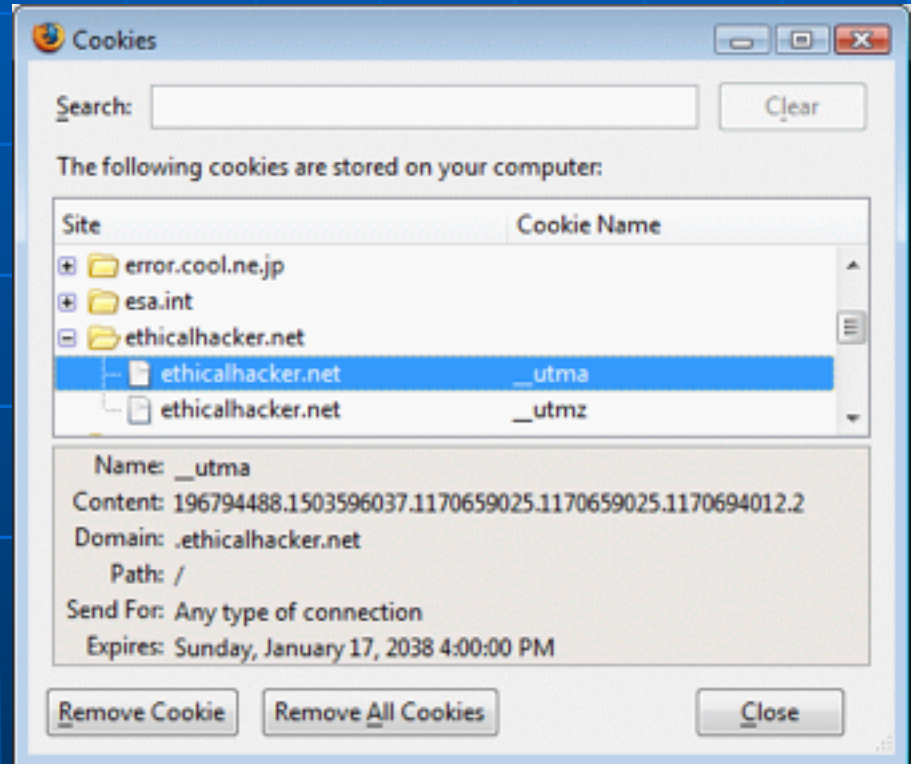 Cookies
Search: Clear
The following cookies are stored on your computer:
Site Cookie Name
error.cool.ne.jp
esa.int
ethicalhacker.net
ethicalhacker.net __utma
ethicalhacker.net __utmz
Name: __utma
Content: 196794488.1503596037.1170659025.1170659025.1170694012.2
Domain: .ethicalhacker.net
Path: /
Send For: Any type of connection
Expires: Sunday, January 17, 2038 4:00:00 PM
Remove Cookie Remove All Cookies Close